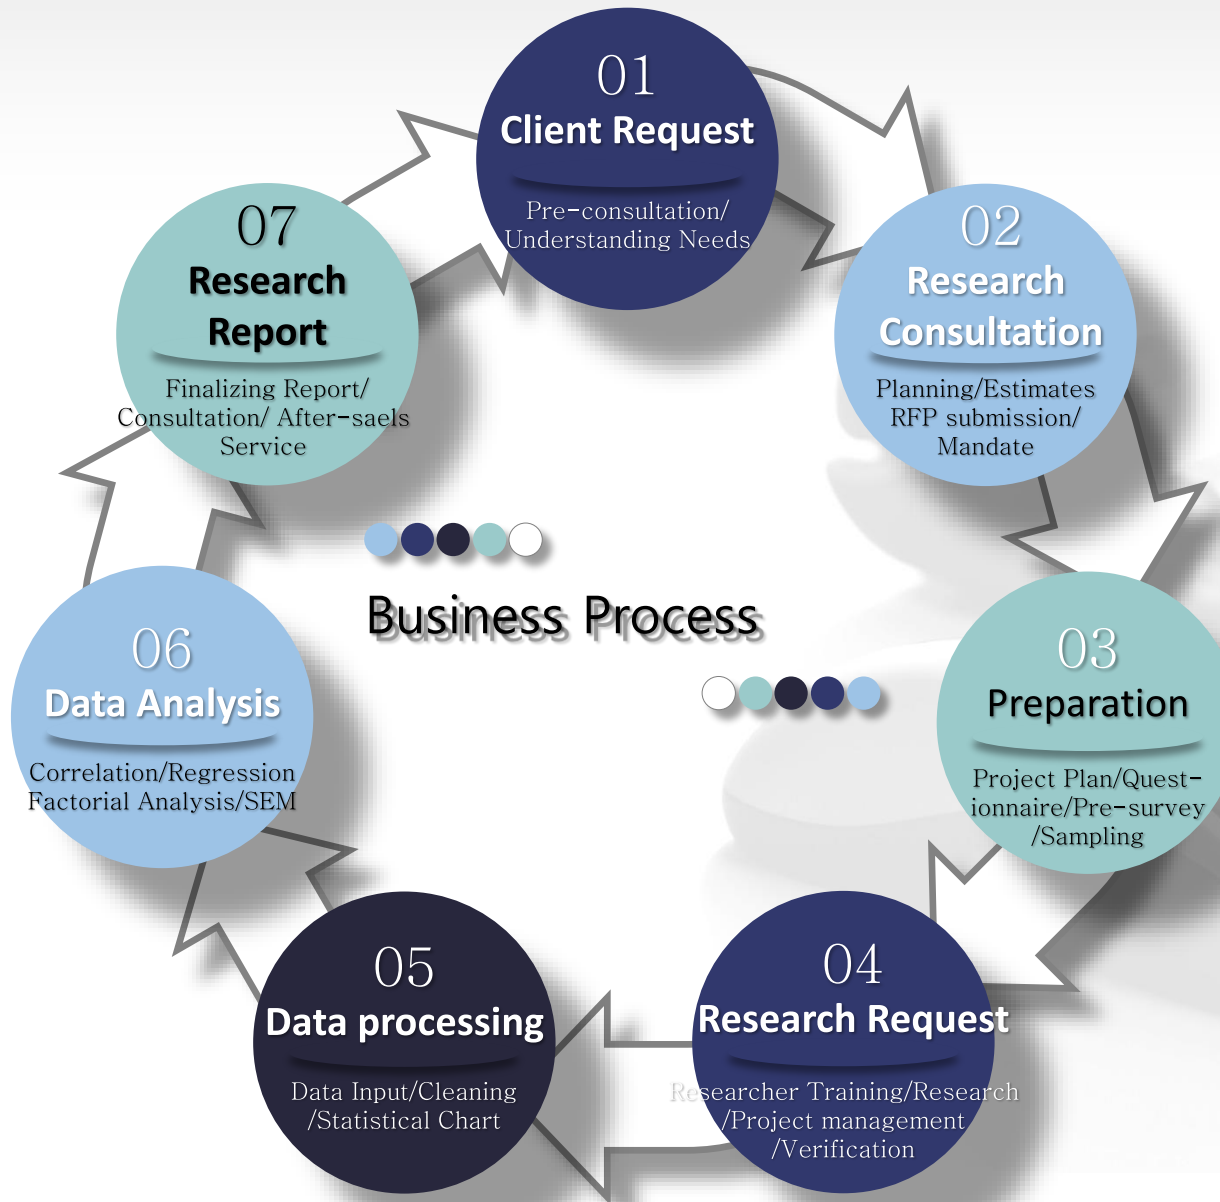 01
Client Request
Pre-consultation/
Understanding Needs
02
Research
Consultation
Planning/Estimates
RFP submission/
Mandate
03
Preparation
Project Plan/Quest-
ionnaire/Pre-survey
/Sampling
04
Research Request
Researcher Training/Research
/Project management
/Verification
05
Data processing
Data Input/Cleaning
/Statistical Chart
06
Data Analysis
Correlation/Regression
Factorial Analysis/SEM
07
Research
Report
Finalizing Report/
Consultation/ After-saels
Service
Business Process